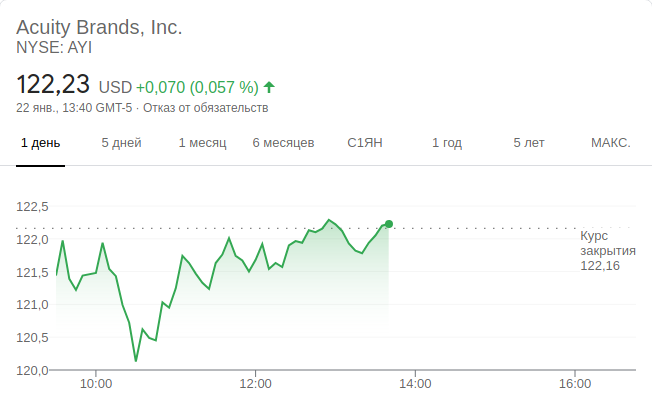 Acuity Brands, Inc.
NYSE: AYI
122,23 USD +0,070 (0,057 %)
22 янв., 13:40 GMT-5 · Отказ от обязательств
1 день 5 дней 1 месяц 6 месяцев С1ЯН 1 год 5 лет МАКС.
122,5
122,0
121,5
121,0
120,5
120,0
Курс
закрытия
122,16
10:00 12:00 14:00 16:00